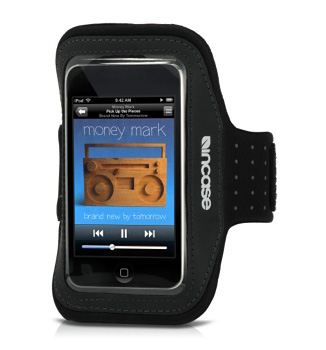 iPod 9:42 AM
Money Mark
Pick Up the Pieces
Brand New By Tomorrow
money mark
brand new by tomorrow
incase